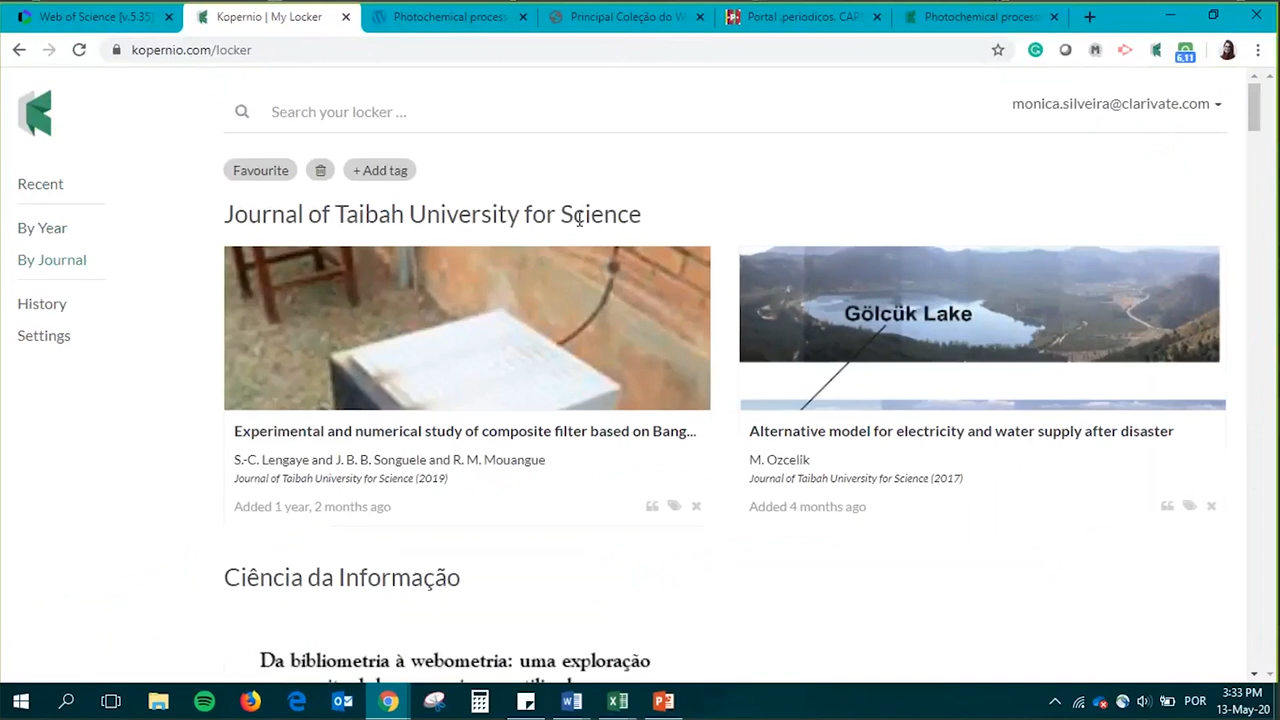 Web of Science [v.5.35]
Kopernio | My Locker
Photochemical process
Principal Coleção do W
Portal .periodicos. CAP
Photochemical process
kopernio.com/locker
6.11
Search your locker ...
monica.silveira@clarivate.com
Recent
By Year
By Journal
History
Settings
Favourite
+ Add tag
Journal of Taibah University for Science
Gölcük Lake
Experimental and numerical study of composite filter based on Bang...
S.-C. Lengaye and J. B. B. Songuele and R. M. Mouangue
Journal of Taibah University for Science (2019)
Added 1 year, 2 months ago
Alternative model for electricity and water supply after disaster
M. Ozcelik
Journal of Taibah University for Science (2017)
Added 4 months ago
Ciência da Informação
Da bibliometria à webometria: uma exploração
POR
3:33 PM
13-May-20